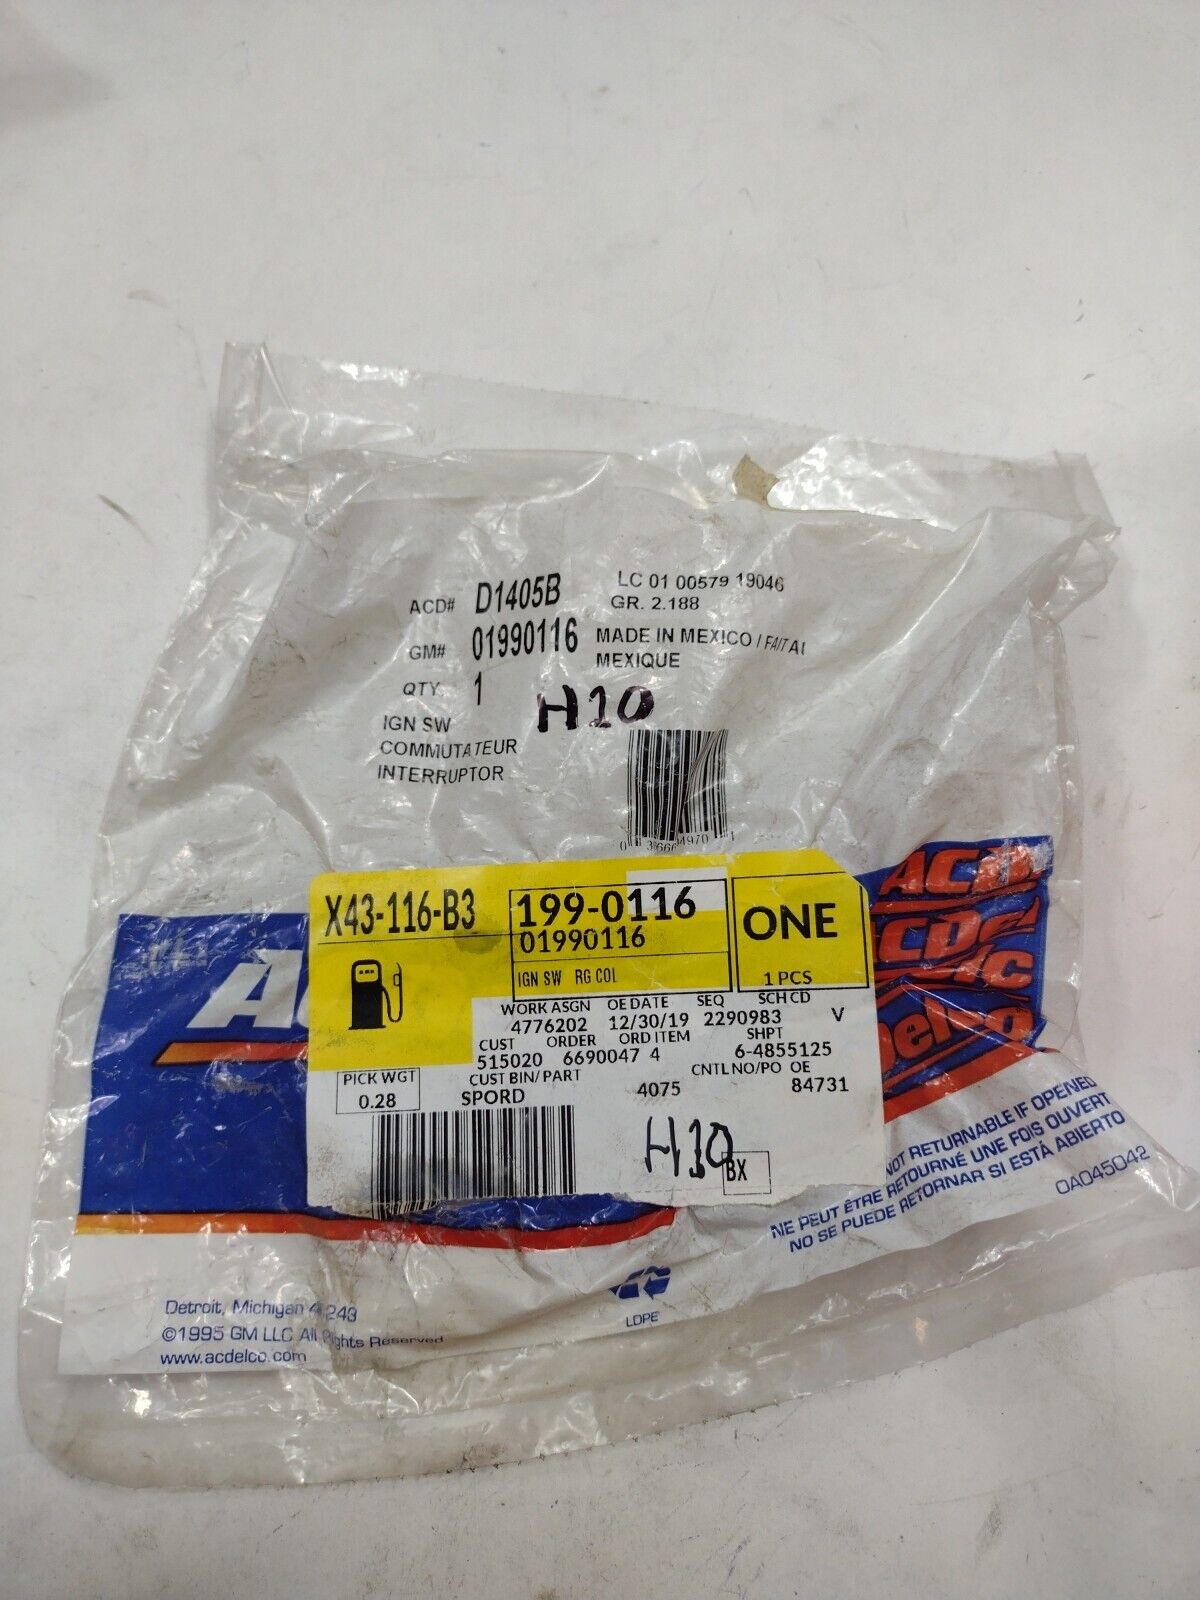 ACD# D1405B LC 01 00579 19046
GR. 2.188
GM# 01990116 MADE IN MEXICO / FAIT AU
MEXIQUE
QTY 1
H10
IGN SW
COMMUTATEUR
INTERRUPTOR
X43-116-B3
199-0116
01990116
IGN SW RG COL
ONE
1 PCS
WORK ASGN OE DATE SEQ SCH CD
4776202 12/30/19 2290983 V
CUST ORDER ORD ITEM SHPT
515020 6690047 4 6-4855125
PICK WGT
0.28
CUST BIN/PART CNTL NO/PO OE
SPORD 4075 84731
H10
BX
NOT RETURNABLE IF OPENED
NE PEUT ÊTRE RETOURNÉ UNE FOIS OUVERT
NO SE PUEDE RETORNAR SI ESTÁ ABIERTO
0A045042
Detroit, Michigan
©1995 GM LLC All Rights Reserved
www.acdelco.com
LDPE